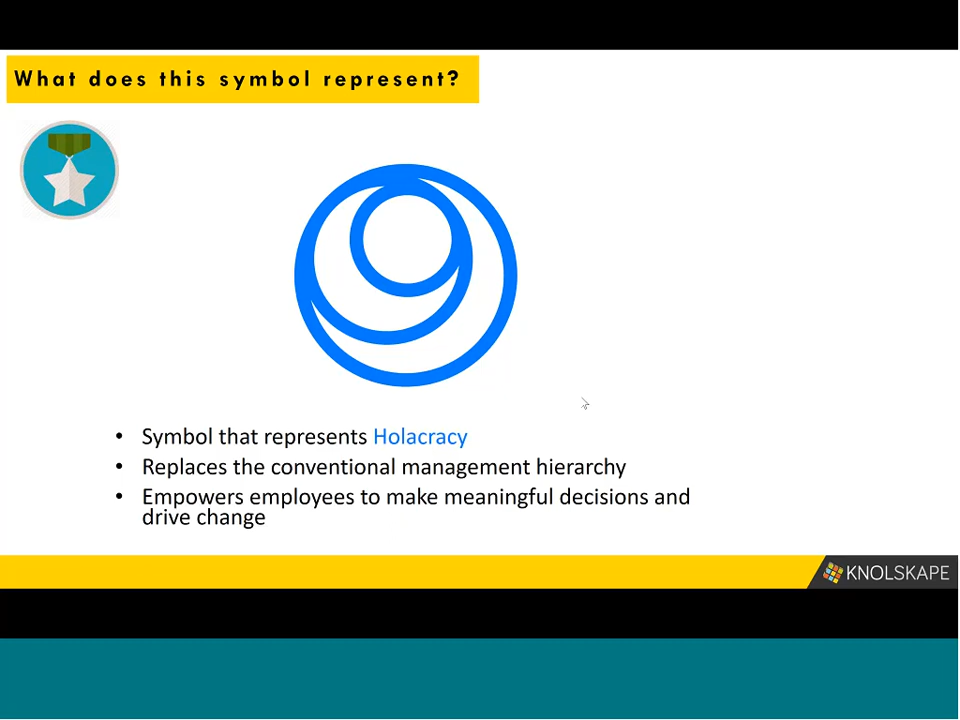 What does this symbol represent?
• Symbol that represents Holacracy
• Replaces the conventional management hierarchy
• Empowers employees to make meaningful decisions and
drive change
KNOLSKAPE